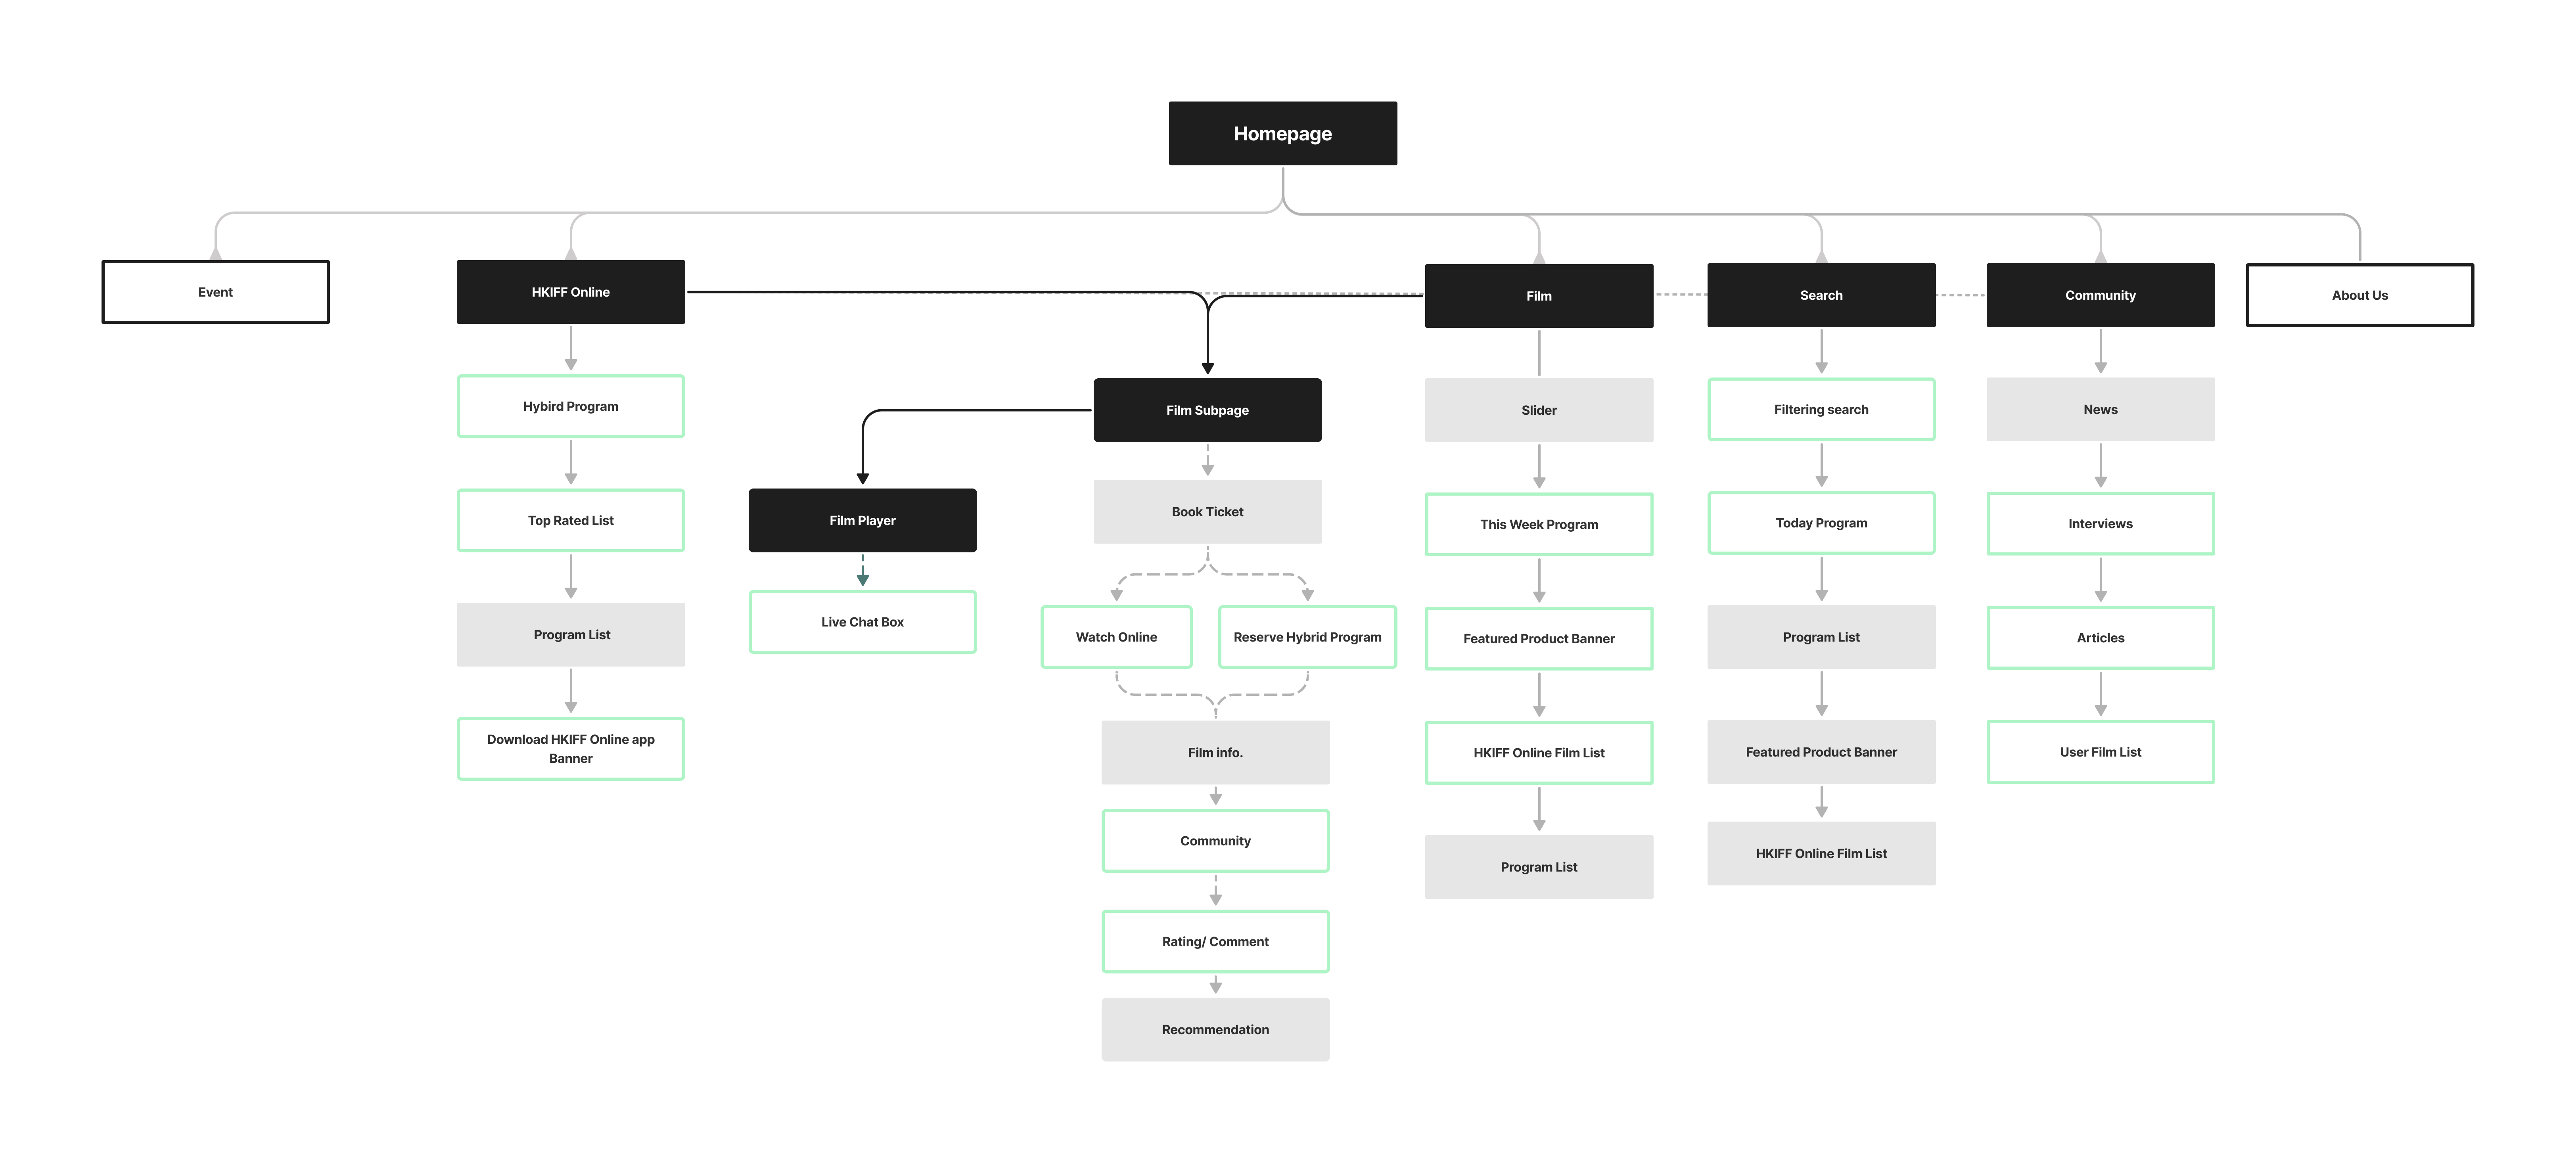 Homepage
Event
HKIFF Online
Film
Search
Community
About Us
Hybird Program
Top Rated List
Program List
Download HKIFF Online app
Banner
Film Player
Live Chat Box
Film Subpage
Book Ticket
Watch Online
Reserve Hybrid Program
Film info.
Community
Rating/ Comment
Recommendation
Slider
This Week Program
Featured Product Banner
HKIFF Online Film List
Program List
Filtering search
Today Program
Program List
Featured Product Banner
HKIFF Online Film List
News
Interviews
Articles
User Film List